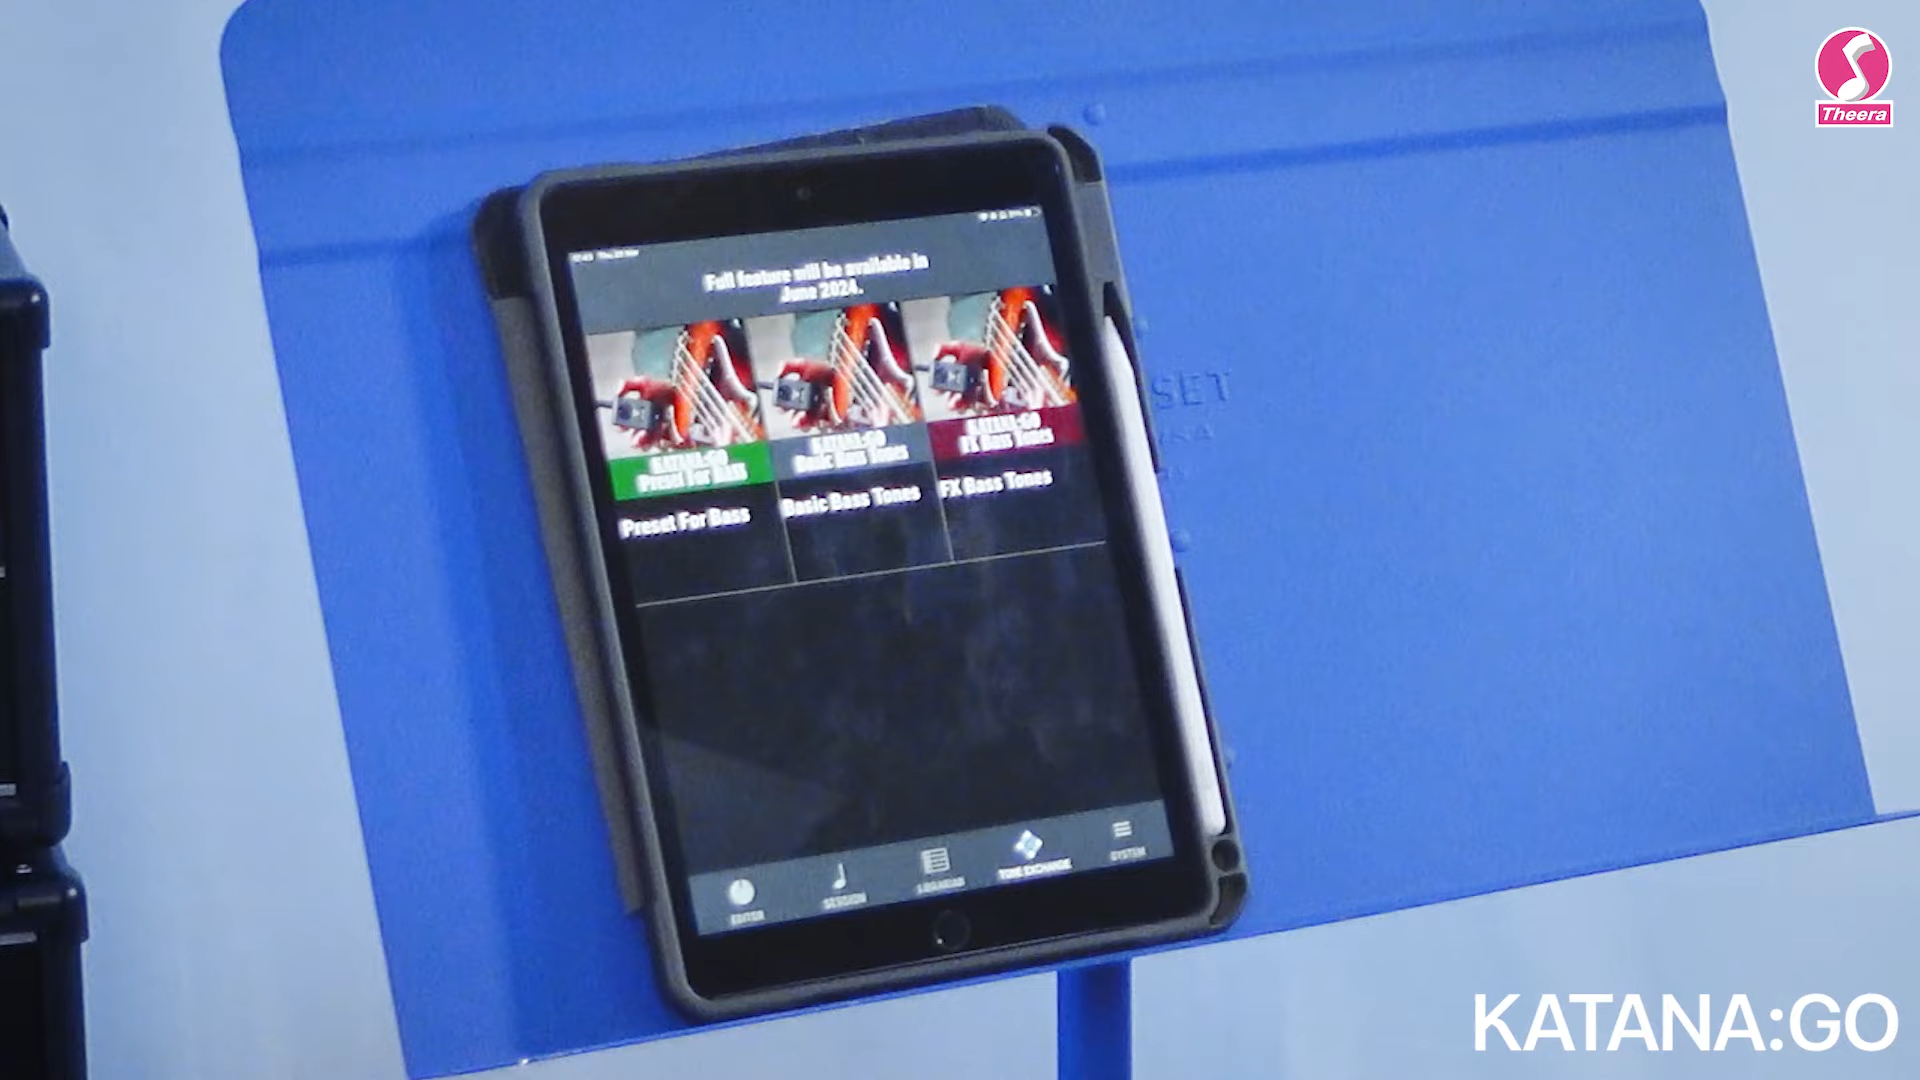 Theera
Full feature will be available in
June 2024.
KATANA:GO
Preset For BASS
KATANA:GO
Basic Bass Tones
KATANA:GO
FX Bass Tones
Preset For Bass
Basic Bass Tones
FX Bass Tones
SET
EDITOR
SESSION
LIBRARIAN
TONE EXCHANGE
SYSTEM
KATANA:GO